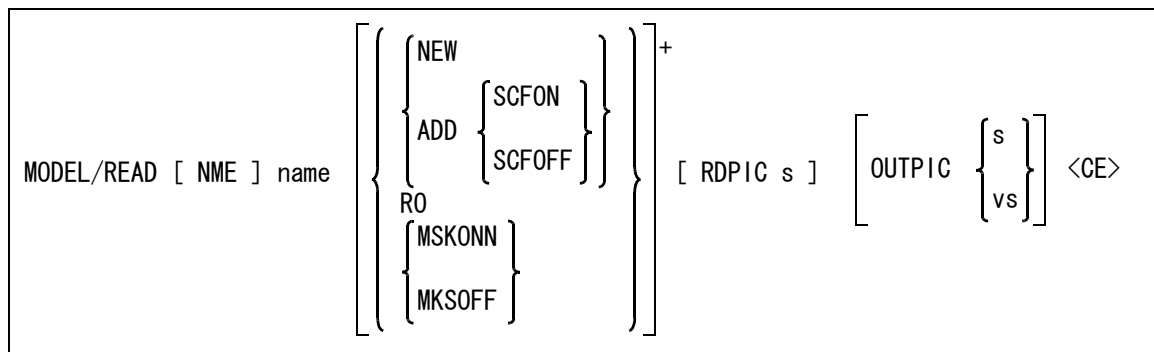 NEW
+
SCFON
ADD
SCFOFF
s
MODEL/READ [ NME ] name
[ RDPIC s ]
OUTPIC
<CE>
vs
RO
MSKONN
MKSOFF